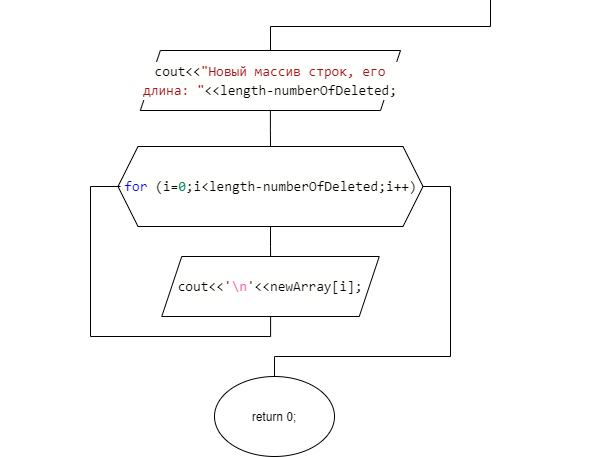 cout<<"Новый массив строк, его
длина: "<<length-numberOfDeleted;
for (i=0;i<length-numberOfDeleted;i++)
cout<<'\n'<<newArray[i];
return 0;